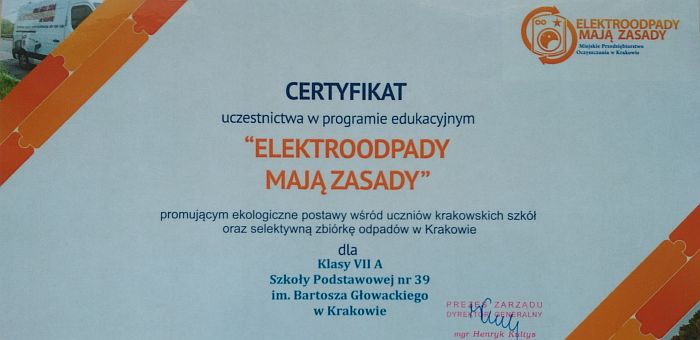 ELEKTROODPADY
MAJĄ ZASADY
Miejskie Przedsiębiorstwo
Oczyszczania w Krakowie
CERTYFIKAT
uczestnictwa w programie edukacyjnym
“ELEKTROODPADY
MAJĄ ZASADY”
promującym ekologiczne postawy wśród uczniów krakowskich szkół
oraz selektywną zbiórkę odpadów w Krakowie
dla
Klasy VII A
Szkoły Podstawowej nr 39
im. Bartosza Głowackiego
w Krakowie
PREZES ZARZĄDU
DYREKTOR GENERALNY
mgr Henryk Kultys